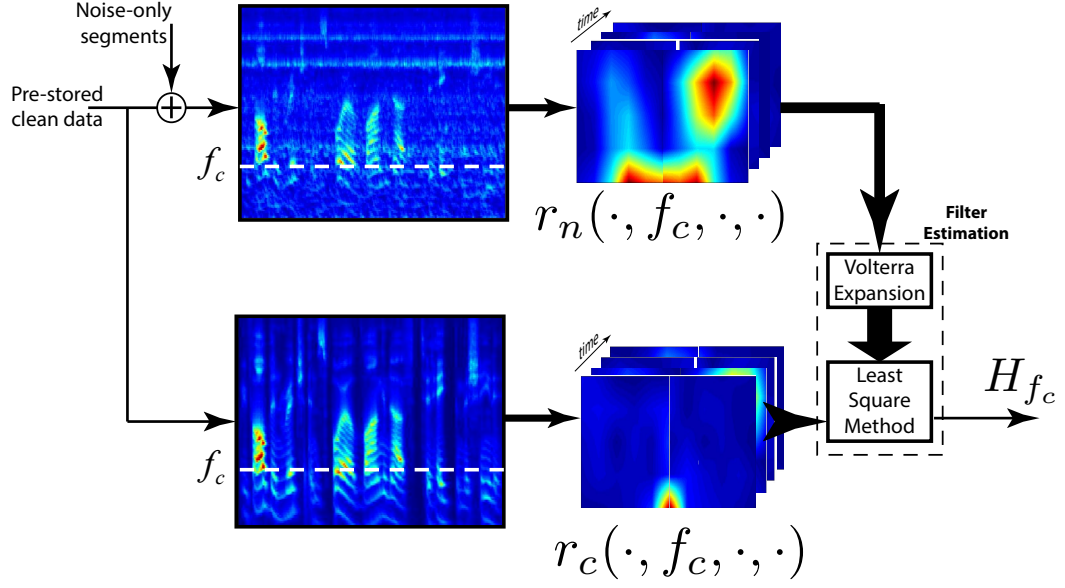 Noise-only
segments
Pre-stored
clean data
f_c
time
r_n(·, f_c, ·, ·)
Filter
Estimation
Volterra
Expansion
Least
Square
Method
H_{f_c}
f_c
time
r_c(·, f_c, ·, ·)